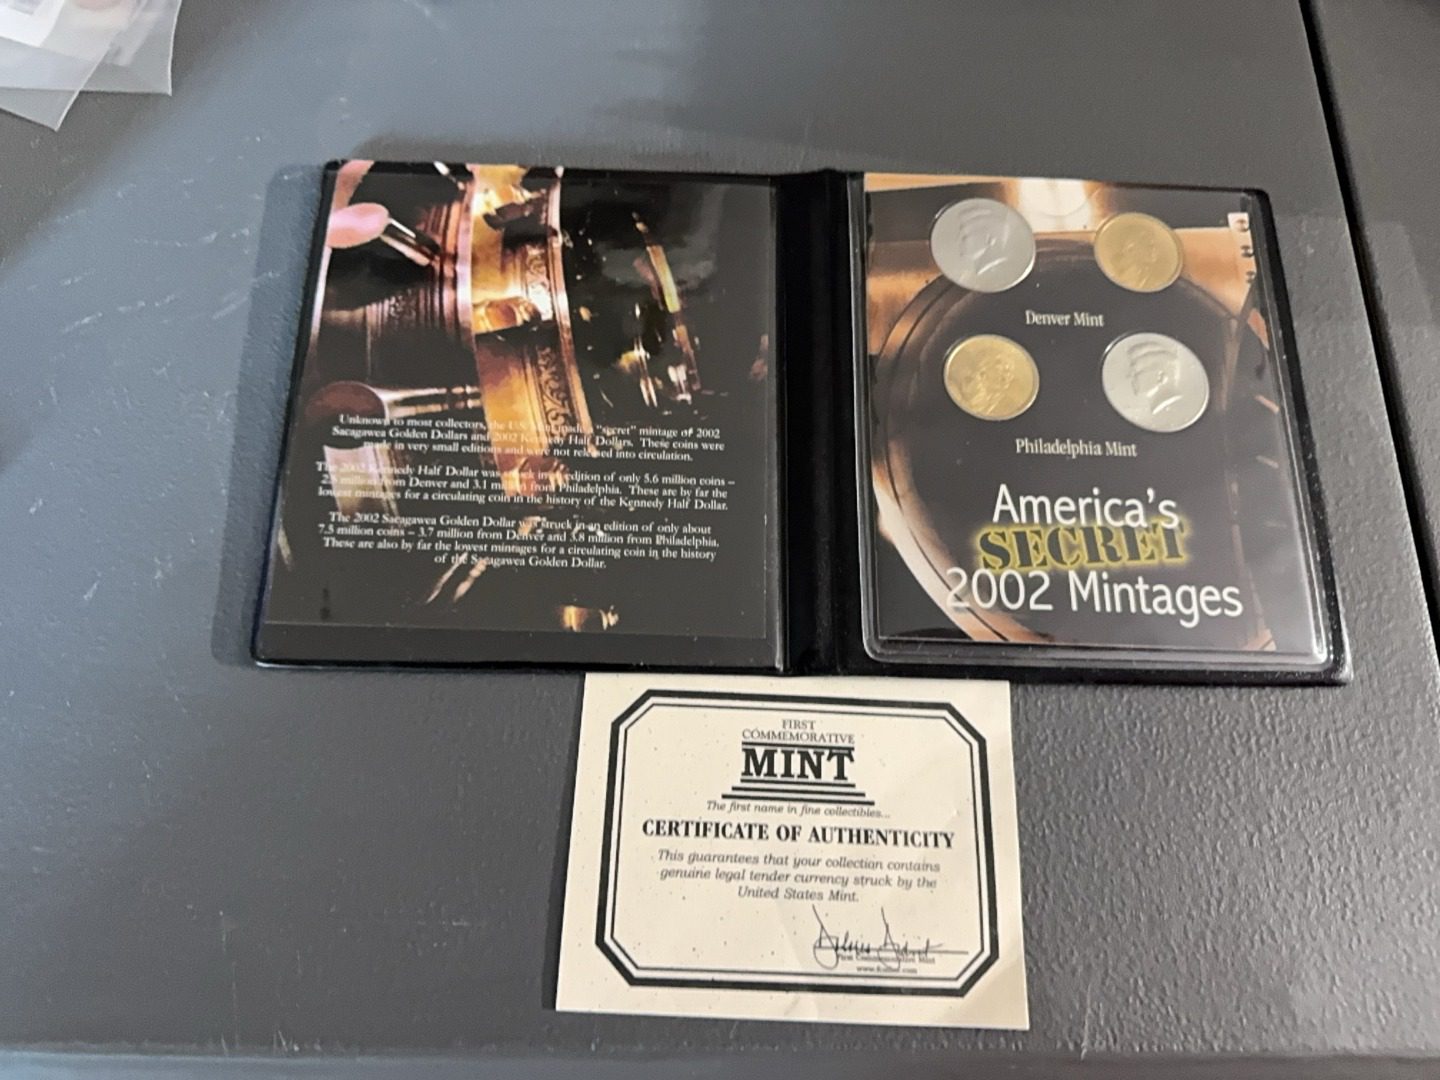 Unknown to most collectors, the U.S. Mint made a "secret" mintage of 2002
Sacagawea Golden Dollars and 2002 Kennedy Half Dollars. These coins were
made in very small editions and were not released into circulation.
The 2002 Kennedy Half Dollar was struck in an edition of only 5.6 million coins –
2.5 million from Denver and 3.1 million from Philadelphia. These are by far the
lowest mintages for a circulating coin in the history of the Kennedy Half Dollar.
The 2002 Sacagawea Golden Dollar was struck in an edition of only about
7.5 million coins – 3.7 million from Denver and 3.8 million from Philadelphia.
These are also by far the lowest mintages for a circulating coin in the history
of the Sacagawea Golden Dollar.
Denver Mint
Philadelphia Mint
America's
SECRET
2002 Mintages
FIRST
COMMEMORATIVE
MINT
The first name in fine collectibles...
CERTIFICATE OF AUTHENTICITY
This guarantees that your collection contains
genuine legal tender currency struck by the
United States Mint.
First Commemorative Mint